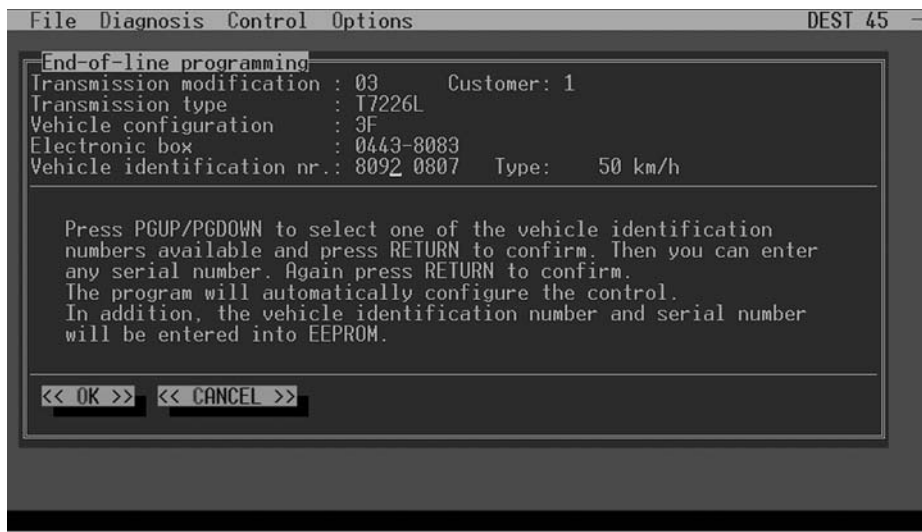 File Diagnosis Control Options DEST 45
End-of-line programming
Transmission modification : 03 Customer: 1
Transmission type : T7226L
Vehicle configuration : 3F
Electronic box : 0443-8083
Vehicle identification nr.: 8092 0807 Type: 50 km/h
Press PGUP/PGDOWN to select one of the vehicle identification
numbers available and press RETURN to confirm. Then you can enter
any serial number. Again press RETURN to confirm.
The program will automatically configure the control.
In addition, the vehicle identification number and serial number
will be entered into EEPROM.
<< OK >> << CANCEL >>